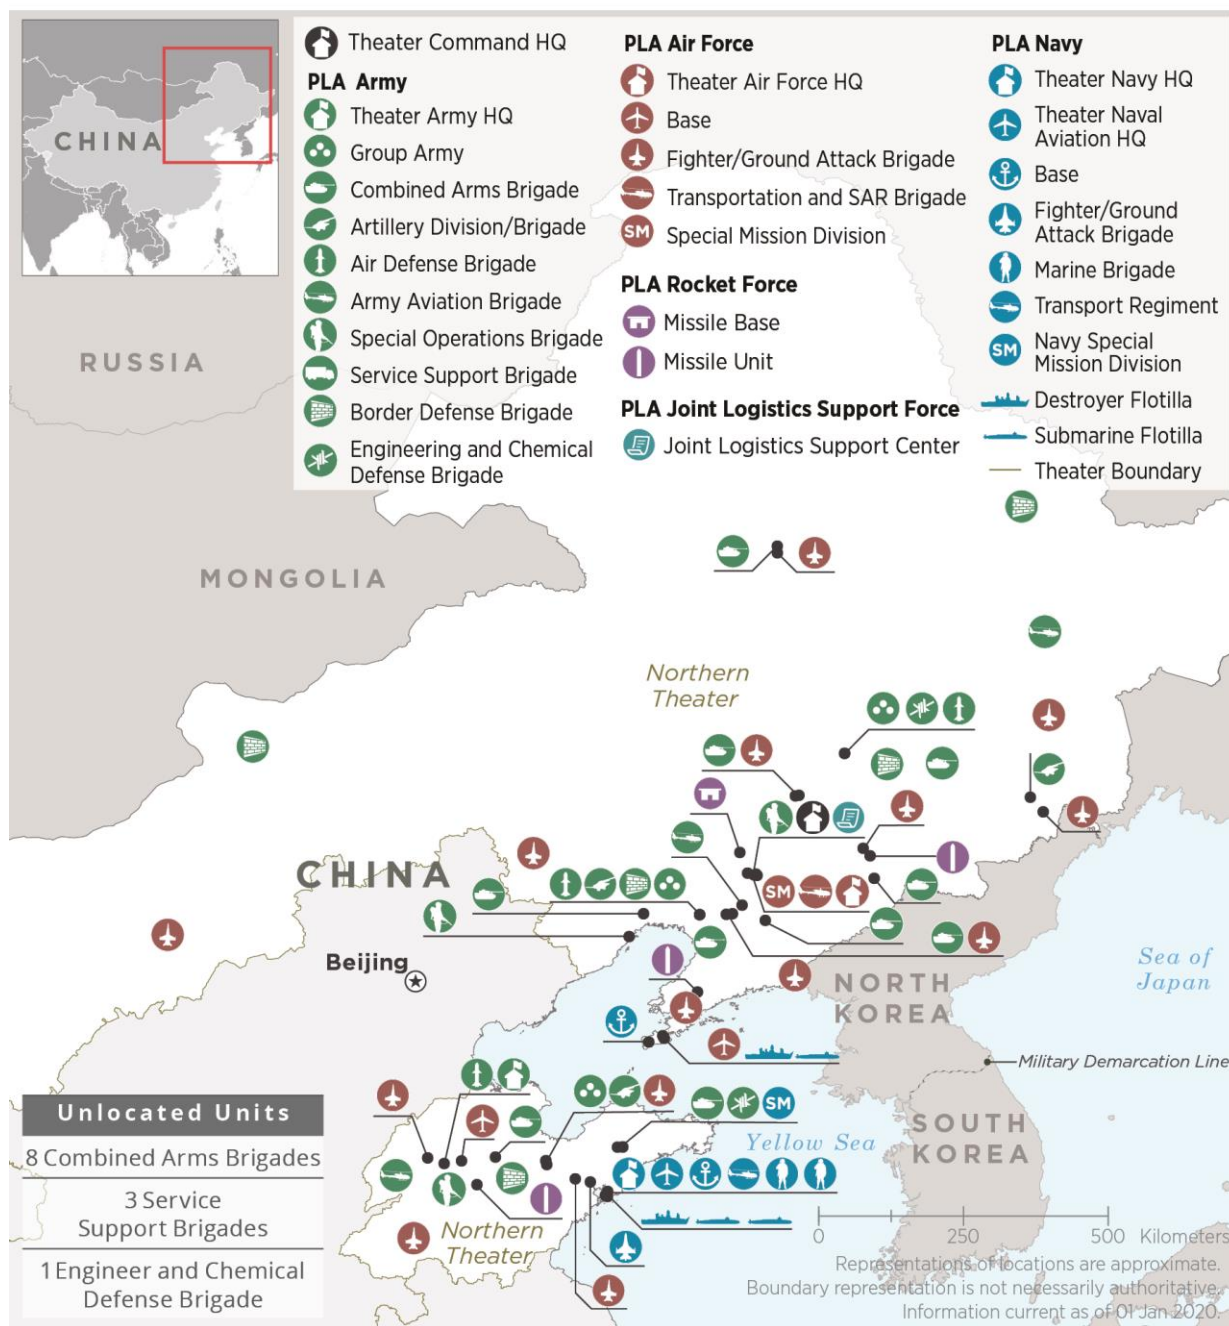 Theater Command HQ
PLA Army
Theater Army HQ
Group Army
Combined Arms Brigade
Artillery Division/Brigade
Air Defense Brigade
Army Aviation Brigade
Special Operations Brigade
Service Support Brigade
Border Defense Brigade
Engineering and Chemical
Defense Brigade
PLA Air Force
Theater Air Force HQ
Base
Fighter/Ground Attack Brigade
Transportation and SAR Brigade
SM
Special Mission Division
PLA Rocket Force
Missile Base
Missile Unit
PLA Joint Logistics Support Force
Joint Logistics Support Center
PLA Navy
Theater Navy HQ
Theater Naval
Aviation HQ
Base
Fighter/Ground
Attack Brigade
Marine Brigade
Transport Regiment
SM
Navy Special
Mission Division
Destroyer Flotilla
Submarine Flotilla
Theater Boundary
CHINA
RUSSIA
MONGOLIA
Northern
Theater
CHINA
SM
Beijing
NORTH
KOREA
Sea of
Japan
Military Demarcation Line
SOUTH
KOREA
SM
Yellow Sea
Northern
Theater
Unlocated Units
8 Combined Arms Brigades
3 Service
Support Brigades
1 Engineer and Chemical
Defense Brigade
0 250 500 Kilometers
Representations of locations are approximate.
Boundary representation is not necessarily authoritative.
Information current as of 01 Jan 2020.